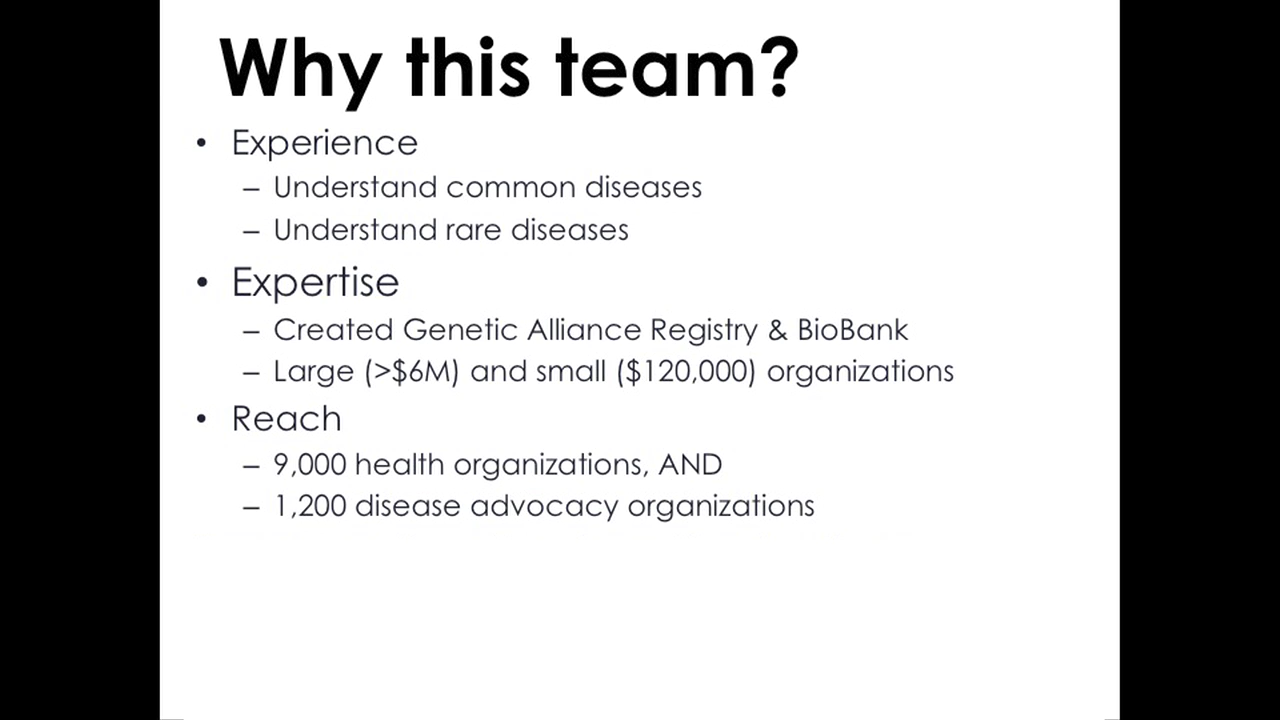 Why this team?
• Experience
– Understand common diseases
– Understand rare diseases
• Expertise
– Created Genetic Alliance Registry & BioBank
– Large (>$6M) and small ($120,000) organizations
• Reach
– 9,000 health organizations, AND
– 1,200 disease advocacy organizations